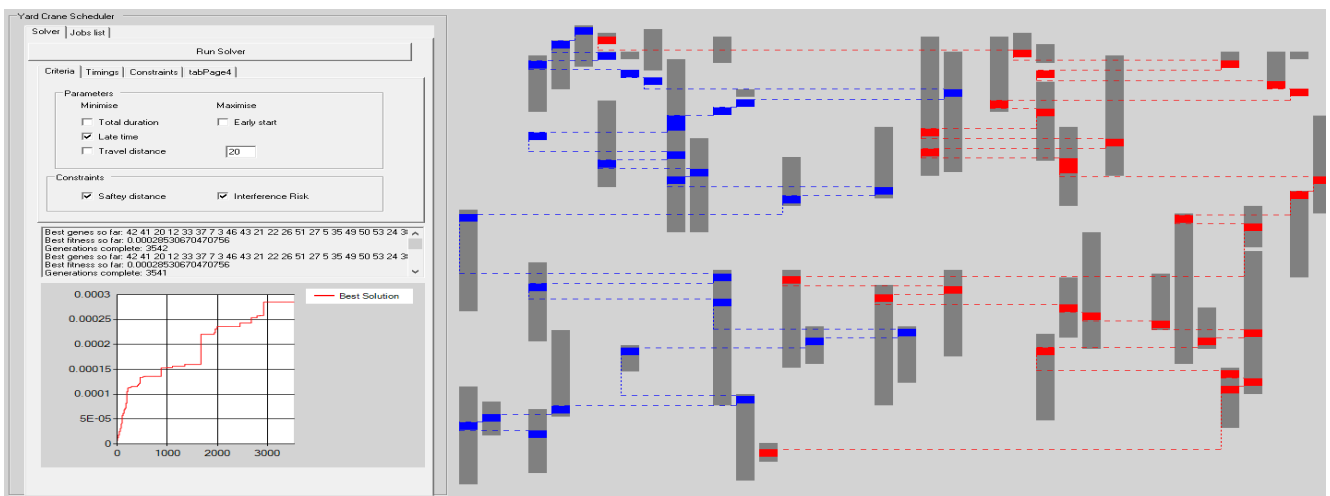 Yard Crane Scheduler
Solver Jobs list
Run Solver
Criteria Timings Constraints tabPage4
Parameters
Minimise Maximise
Total duration Early start
Late time
Travel distance 20
Constraints
Saftey distance Interference Risk
Best genes so far: 42 41 20 12 33 37 7 3 46 43 21 22 26 51 27 5 35 49 50 53 24
Best fitness so far: 0.00028530670470756
Generations complete: 3542
Best genes so far: 42 41 20 12 33 37 7 3 46 43 21 22 26 51 27 5 35 49 50 53 24
Best fitness so far: 0.00028530670470756
Generations complete: 3541
0.0003
Best Solution
0.00025
0.0002
0.00015
0.0001
5E-05
0
0 1000 2000 3000